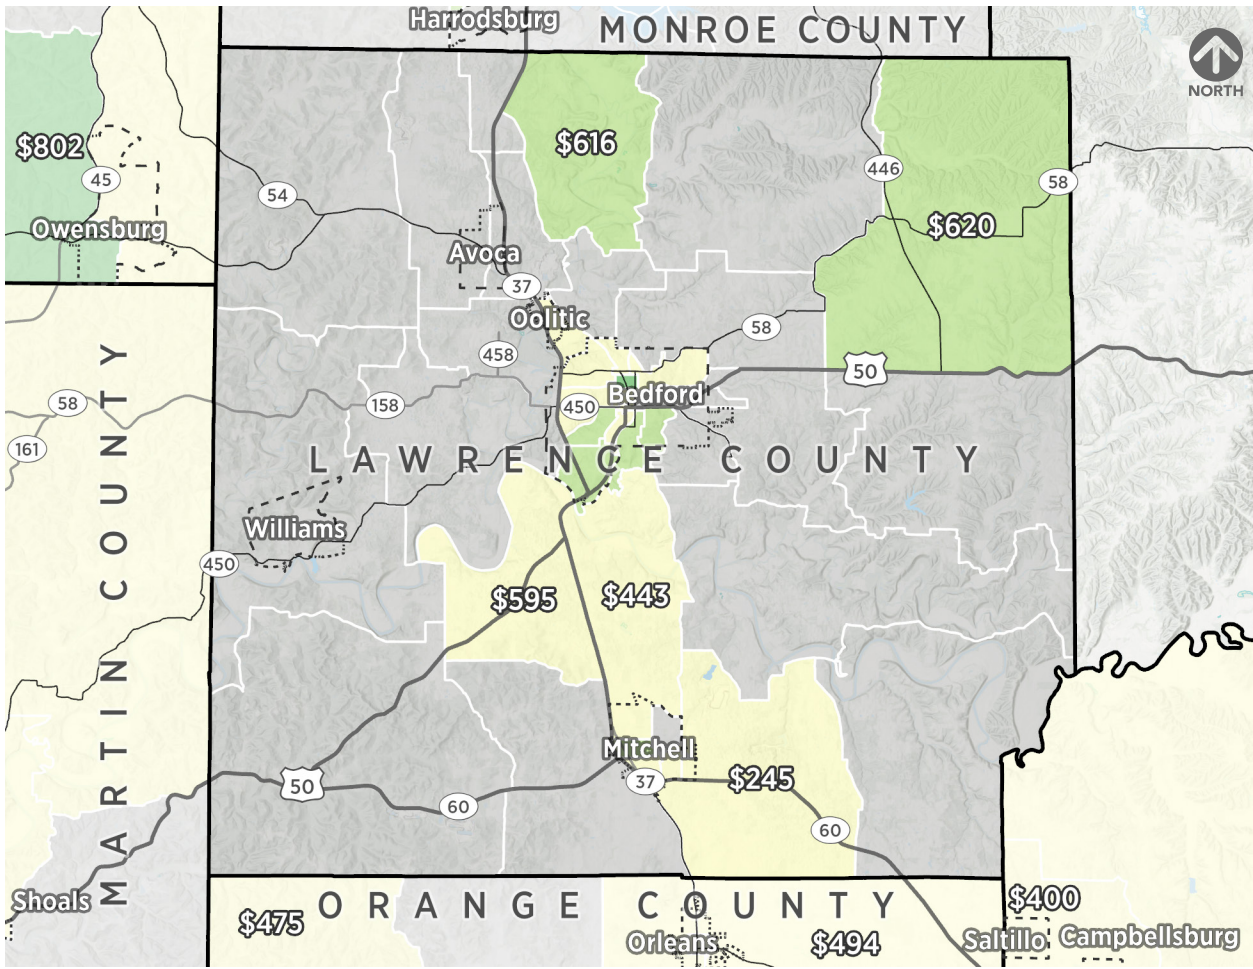 Harrodsburg
MONROE COUNTY
NORTH
$802
$616
45
446
58
54
$620
Owensburg
Avoca
37
Oolitic
58
458
50
58
158
450
Bedford
161
LAWRENCE COUNTY
MARTIN COUNTY
Williams
450
$595
$443
Mitchell
50
37
$245
60
60
Shoals
$475
ORANGE COUNTY
$400
Orleans
$494
Saltillo
Campbellsburg